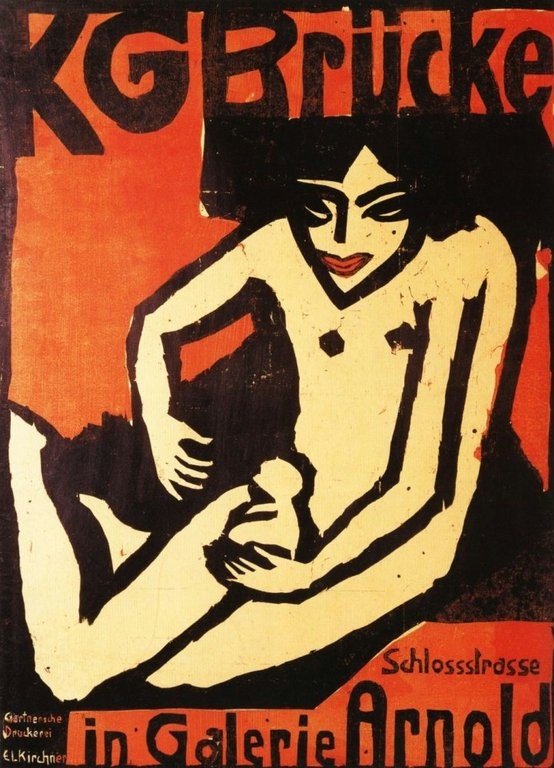 KG Brücke
Schlossstrasse
in Galerie Arnold
Gärtnersche
Druckerei
E L Kirchner